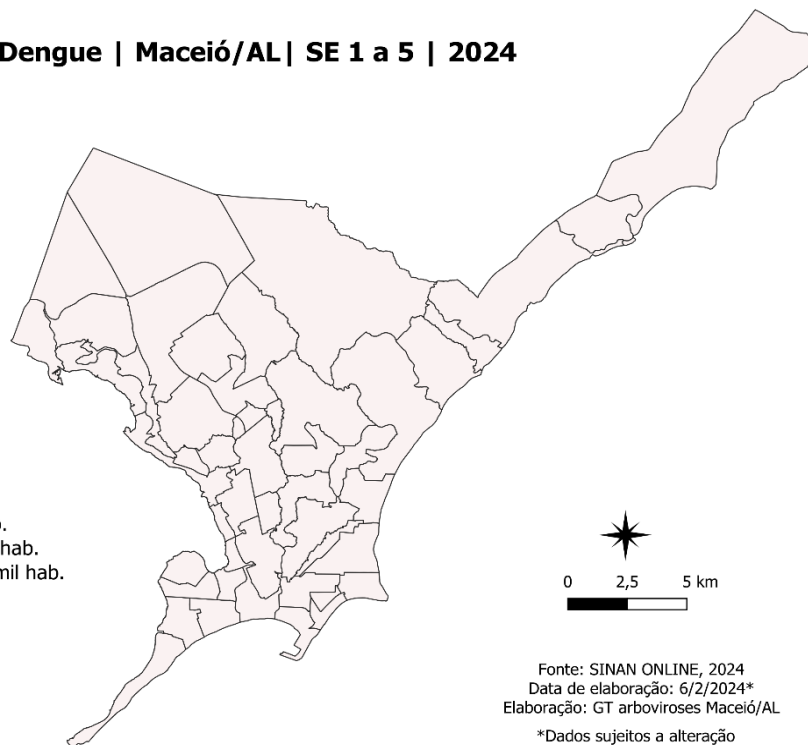 Dengue | Maceió/AL| SE 1 a 5 | 2024
hab.
mil hab.
0 2,5 5 km
Fonte: SINAN ONLINE, 2024
Data de elaboração: 6/2/2024*
Elaboração: GT arboviroses Maceió/AL
*Dados sujeitos a alteração